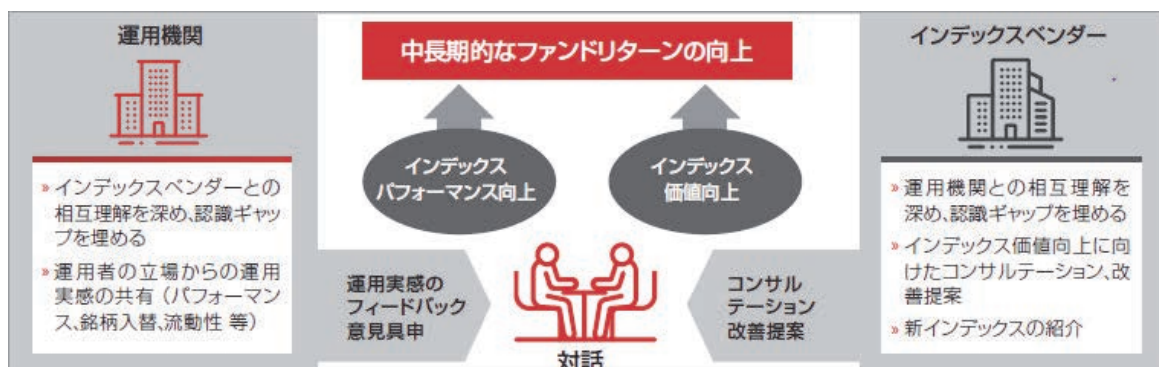 運用機関
» インデックスベンダーとの
相互理解を深め、認識ギャッ
プを埋める
» 運用者の立場からの運用
実感の共有（パフォーマン
ス、銘柄入替、流動性 等）
中長期的なファンドリターンの向上
インデックス
パフォーマンス向上
インデックス
価値向上
運用実感の
フィードバック
意見具申
対話
コンサル
テーション
改善提案
インデックスベンダー
» 運用機関との相互理解を
深め、認識ギャップを埋める
» インデックス価値向上に向
けたコンサルテーション、改
善提案
» 新インデックスの紹介